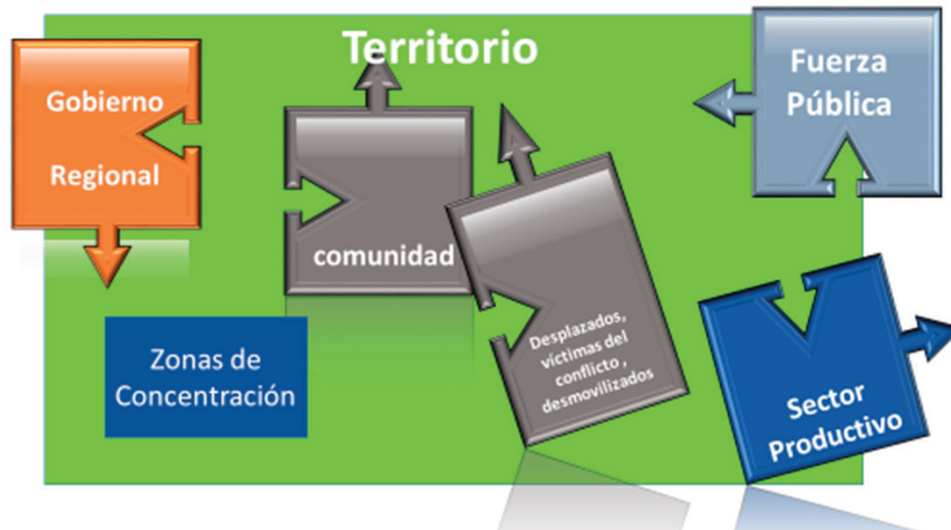 Territorio
Gobierno
Regional
Fuerza
Pública
comunidad
Desplazados,
víctimas del
conflicto ,
desmovilizados
Zonas de
Concentración
Sector
Productivo